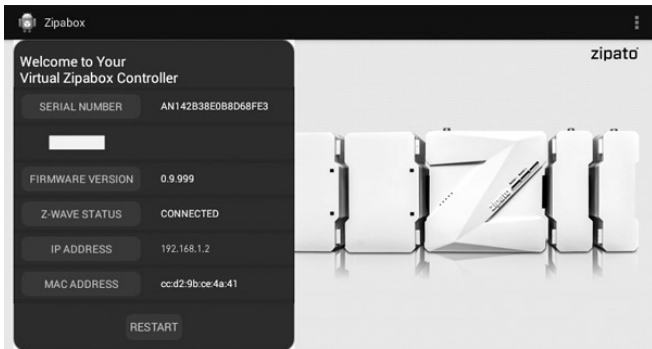 Zipabox
Welcome to Your
Virtual Zipabox Controller
SERIAL NUMBER AN142B38E0B8D68FE3
FIRMWARE VERSION 0.9.999
Z-WAVE STATUS CONNECTED
IP ADDRESS 192.168.1.2
MAC ADDRESS cc:d2:9b:ce:4a:41
RESTART
zipato
zipato